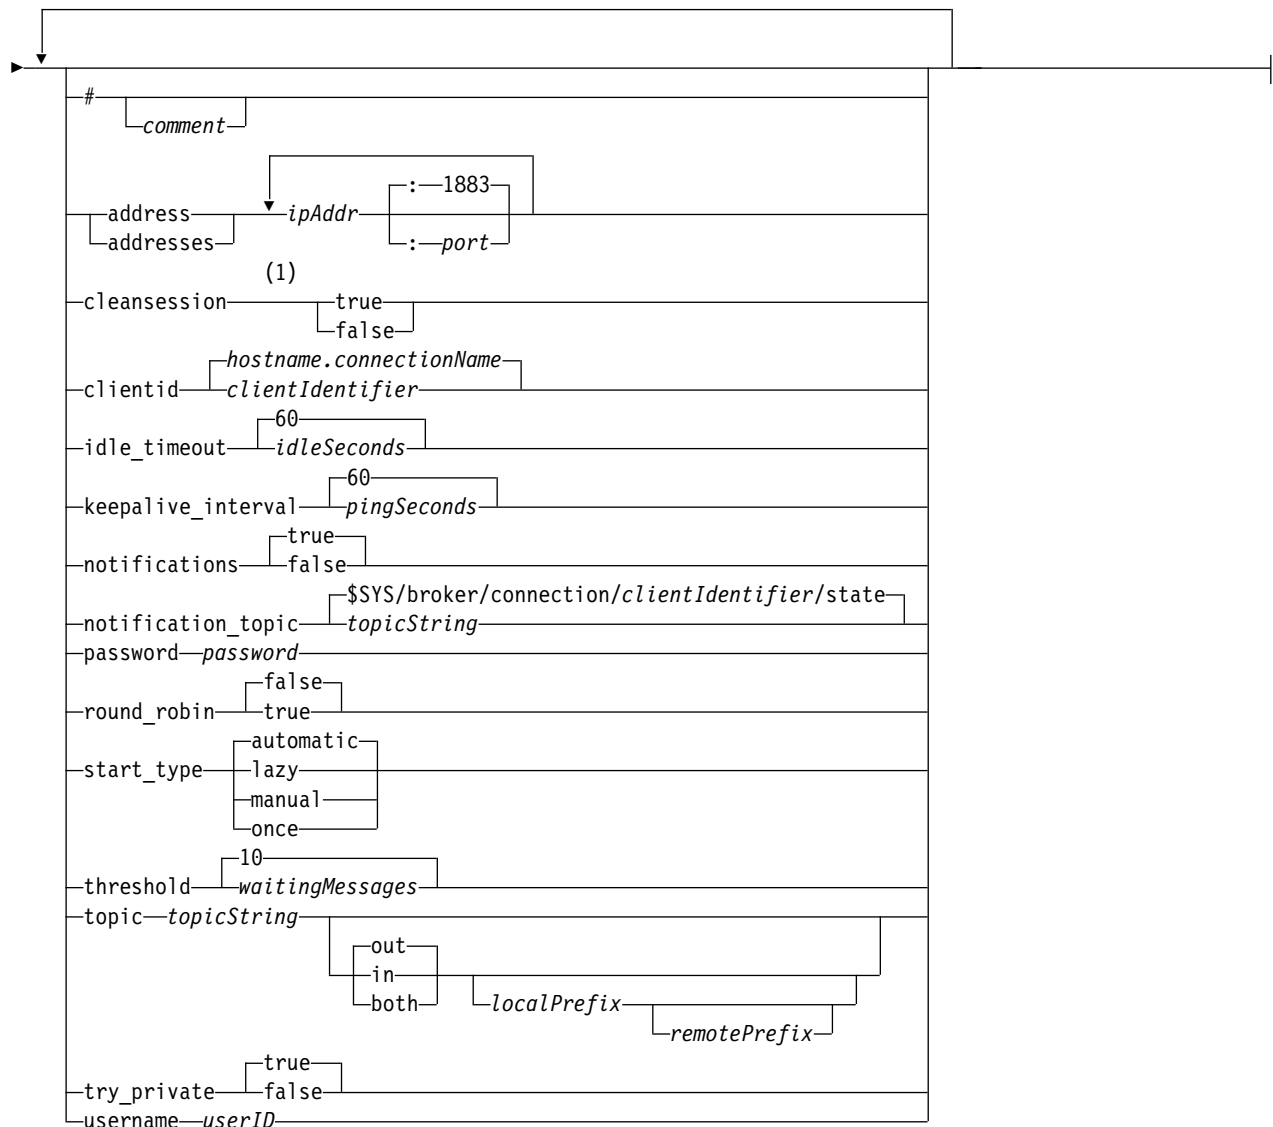 #
comment
: 1883
address ipAddr
addresses : port
(1)
cleansession true
false
hostname.connectionName
clientid clientIdentifier
60
idle_timeout idleSeconds
60
keepalive_interval pingSeconds
true
notifications false
$SYS/broker/connection/clientIdentifier/state
notification_topic topicString
password password
false
round_robin true
automatic
start_type lazy
manual
once
10
threshold waitingMessages
topic topicString
out
in
both localPrefix
remotePrefix
true
try_private false
username userID